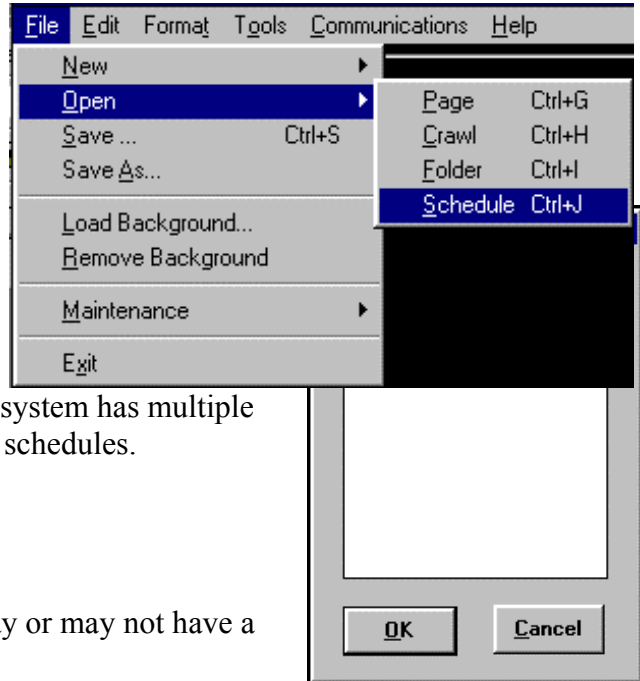 File Edit Format Tools Communications Help
New
Open
Save ... Ctrl+S
Save As...
Load Background...
Remove Background
Maintenance
Exit
Page Ctrl+G
Crawl Ctrl+H
Folder Ctrl+I
Schedule Ctrl+J
system has multiple
schedules.
or may not have a
OK Cancel